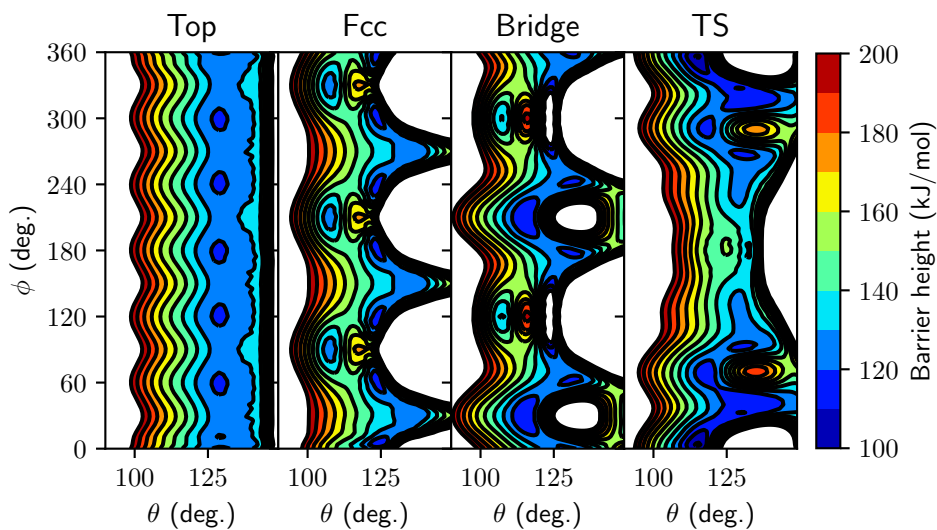 Top Fcc Bridge TS
360
300
240
180
120
60
0
ϕ (deg.)
100 125 100 125 100 125 100 125
θ (deg.) θ (deg.) θ (deg.) θ (deg.)
200
180
160
140
120
100
Barrier height (kJ/mol)